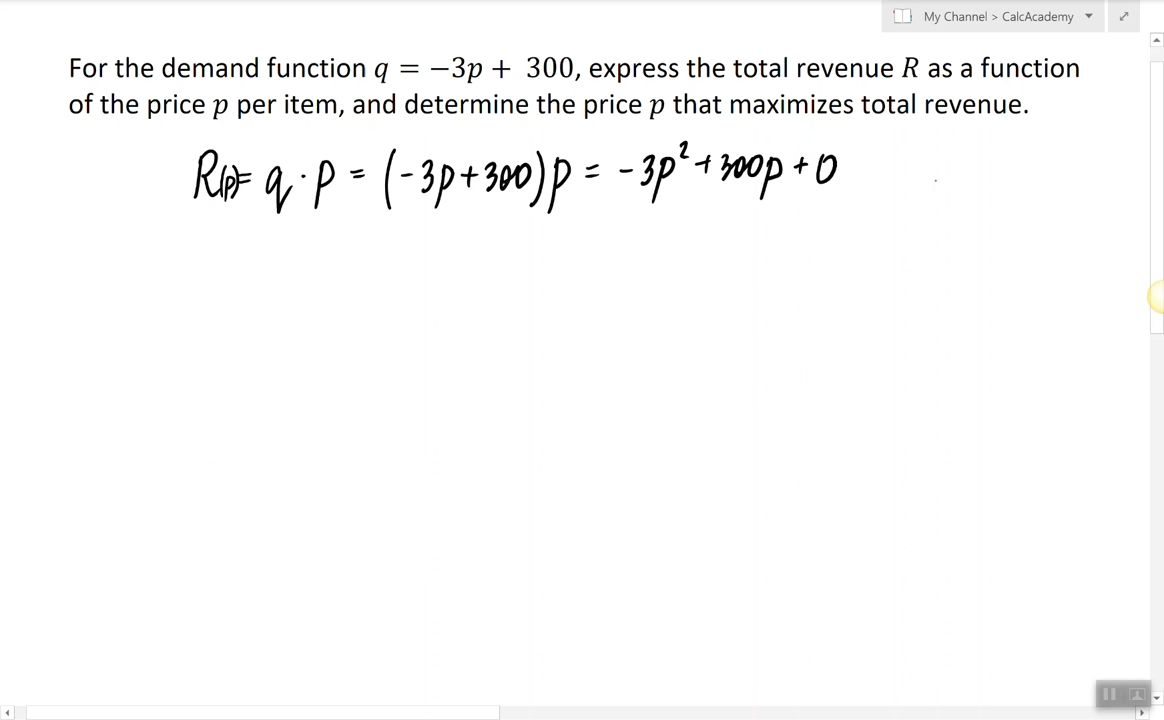 My Channel > CalcAcademy
For the demand function q = −3p + 300, express the total revenue R as a function
of the price p per item, and determine the price p that maximizes total revenue.
R(p)= q · p = (-3p+300)p = -3p²+300p+0